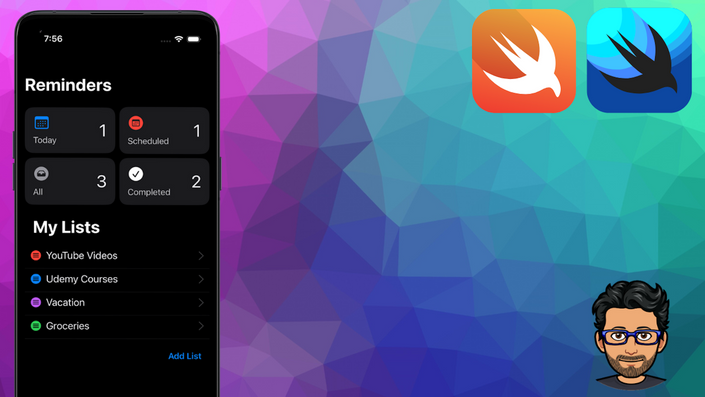 7:56
Reminders
Today 1
Scheduled 1
All 3
Completed 2
My Lists
YouTube Videos
Udemy Courses
Vacation
Groceries
Add List